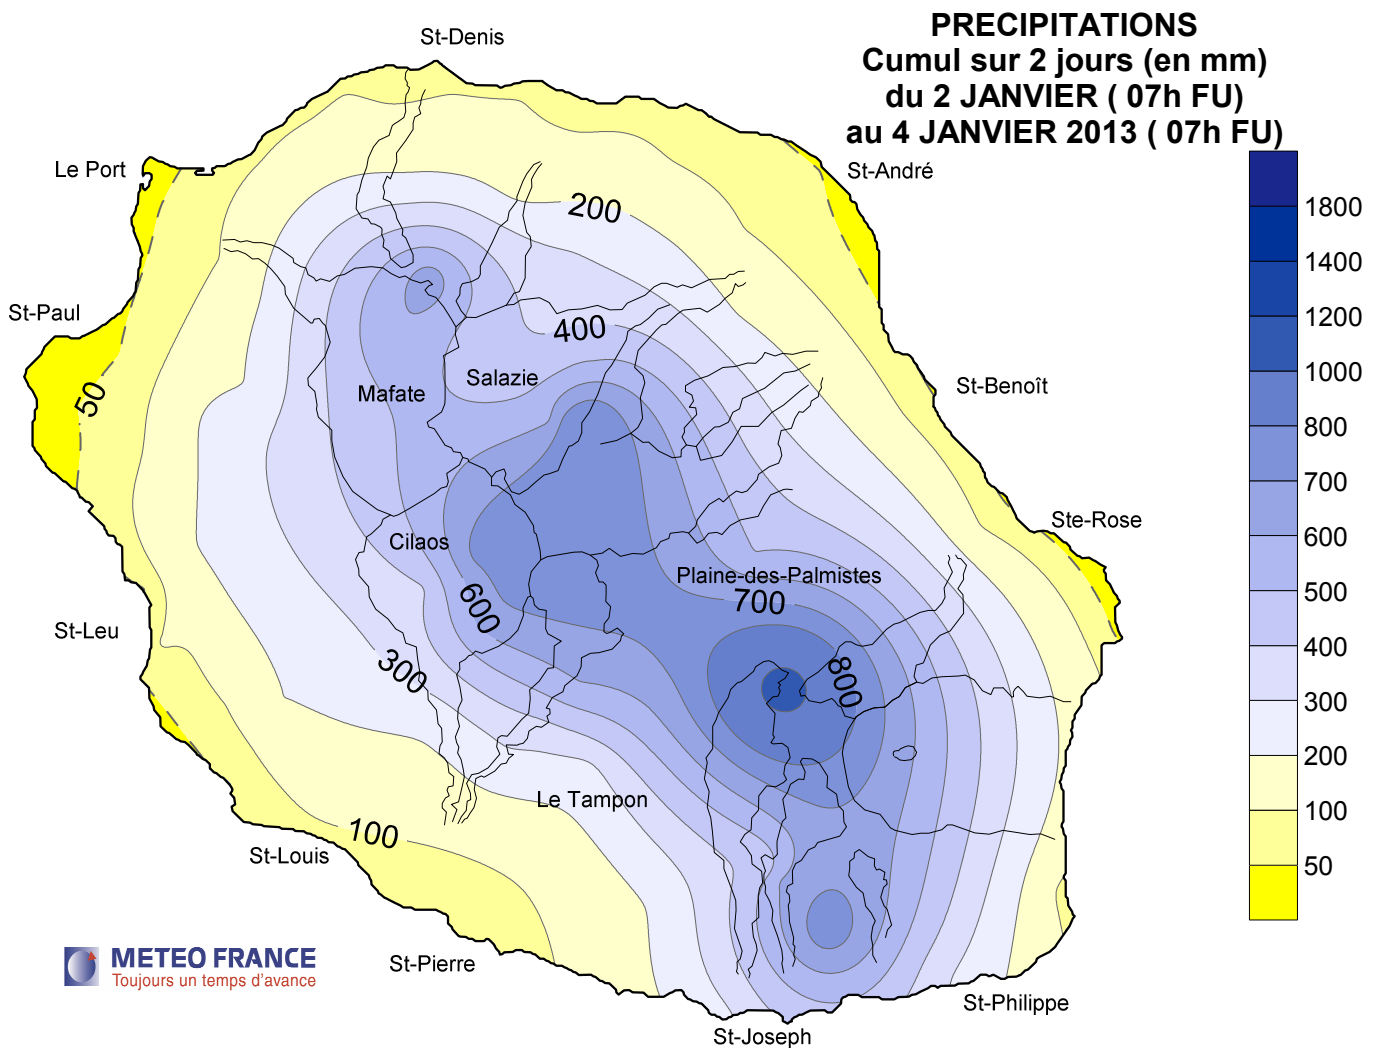 PRECIPITATIONS
Cumul sur 2 jours (en mm)
du 2 JANVIER ( 07h FU)
au 4 JANVIER 2013 ( 07h FU)
St-Denis
Le Port
St-André
200
St-Paul
400
50
Mafate
Salazie
St-Benoît
Ste-Rose
Cilaos
Plaine-des-Palmistes
700
600
St-Leu
300
800
Le Tampon
100
St-Louis
St-Pierre
St-Philippe
St-Joseph
1800
1400
1200
1000
800
700
600
500
400
300
200
100
50
METEO FRANCE
Toujours un temps d'avance